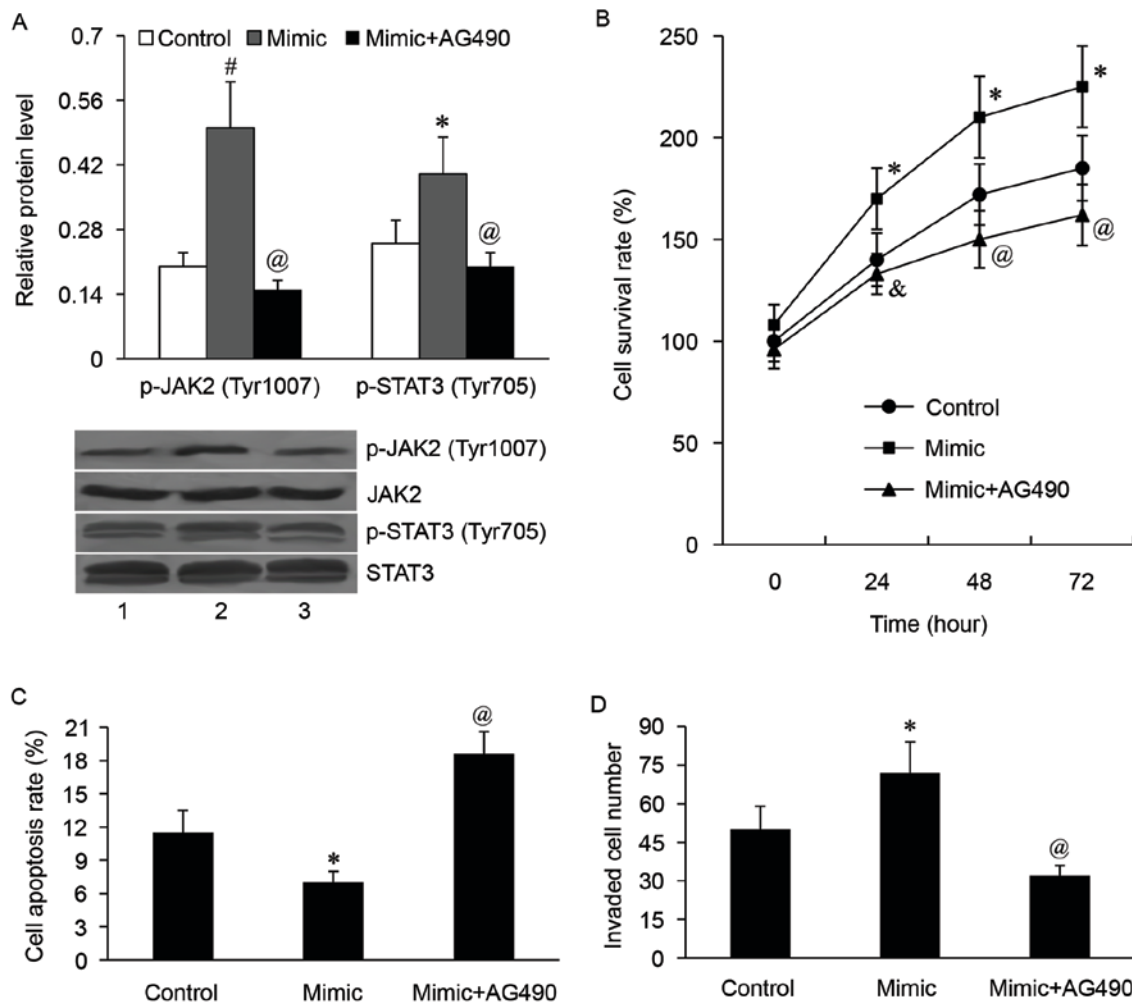 A
Control Mimic Mimic+AG490
0.7
0.56
0.42
0.28
0.14
0
Relative protein level
#
@
*
@
p-JAK2 (Tyr1007) p-STAT3 (Tyr705)
p-JAK2 (Tyr1007)
JAK2
p-STAT3 (Tyr705)
STAT3
1 2 3
B
250
200
150
100
50
0
Cell survival rate (%)
*
*
*
&
@
@
Control
Mimic
Mimic+AG490
0 24 48 72
Time (hour)
C
21
18
15
12
9
6
3
0
Cell apoptosis rate (%)
*
@
Control Mimic Mimic+AG490
D
90
75
60
45
30
15
0
Invaded cell number
*
@
Control Mimic Mimic+AG490